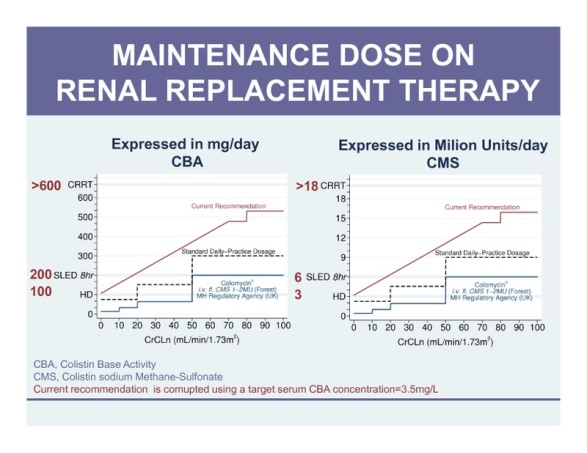 MAINTENANCE DOSE ON
RENAL REPLACEMENT THERAPY
Expressed in mg/day
CBA
>600 CRRT
600
500
400
300
200 SLED 8hr
100 HD
0
Current Recommendation
Standard Daily–Practice Dosage
Colomycin®
i.v. fl. CMS 1–2MU (Forest)
MH Regulatory Agency (UK)
0 10 20 30 40 50 60 70 80 90 100
CrCLn (mL/min/1.73m²)
Expressed in Milion Units/day
CMS
>18 CRRT
18
15
12
9
6 SLED 8hr
3 HD
0
Current Recommendation
Standard Daily–Practice Dosage
Colomycin®
i.v. fl. CMS 1–2MU (Forest)
MH Regulatory Agency (UK)
0 10 20 30 40 50 60 70 80 90 100
CrCLn (mL/min/1.73m²)
CBA, Colistin Base Activity
CMS, Colistin sodium Methane-Sulfonate
Current recommendation is corrupted using a target serum CBA concentration=3.5mg/L